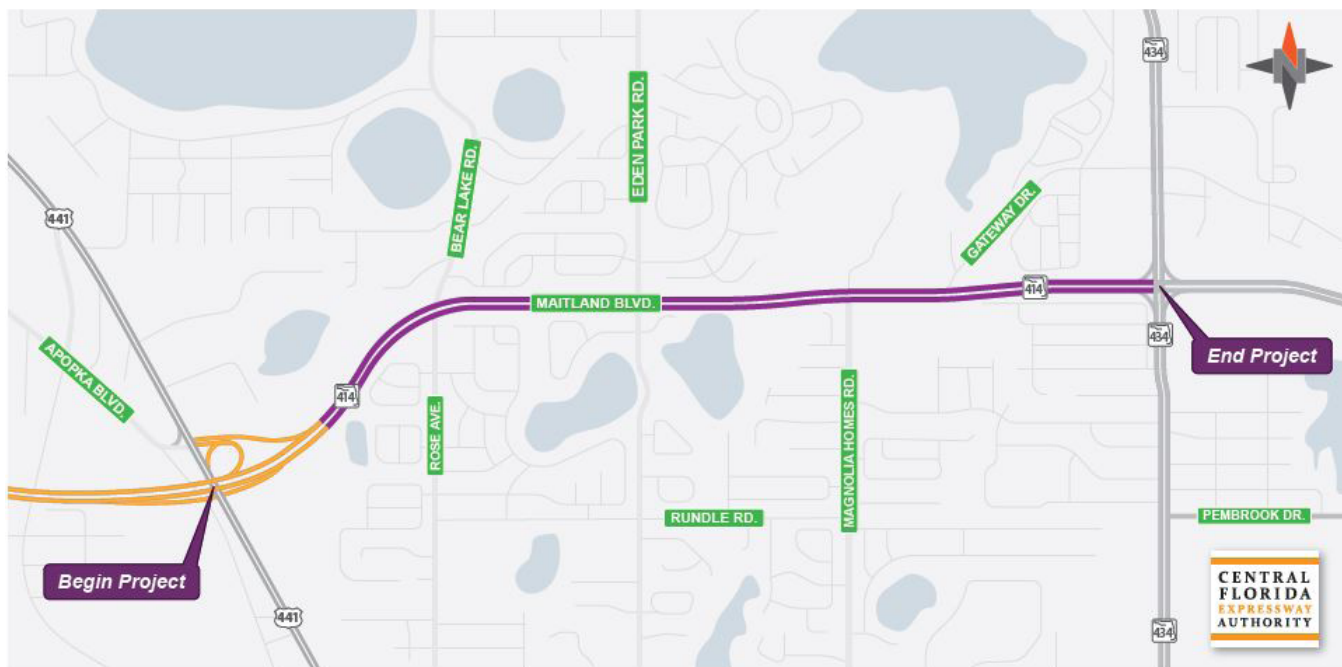 434
441
BEAR LAKE RD.
EDEN PARK RD.
GATEWAY DR.
MAITLAND BLVD.
414
434
End Project
APOPKA BLVD.
414
ROSE AVE.
MAGNOLIA HOMES RD.
RUNDLE RD.
PEMBROOK DR.
Begin Project
441
434
CENTRAL
FLORIDA
EXPRESSWAY
AUTHORITY
N